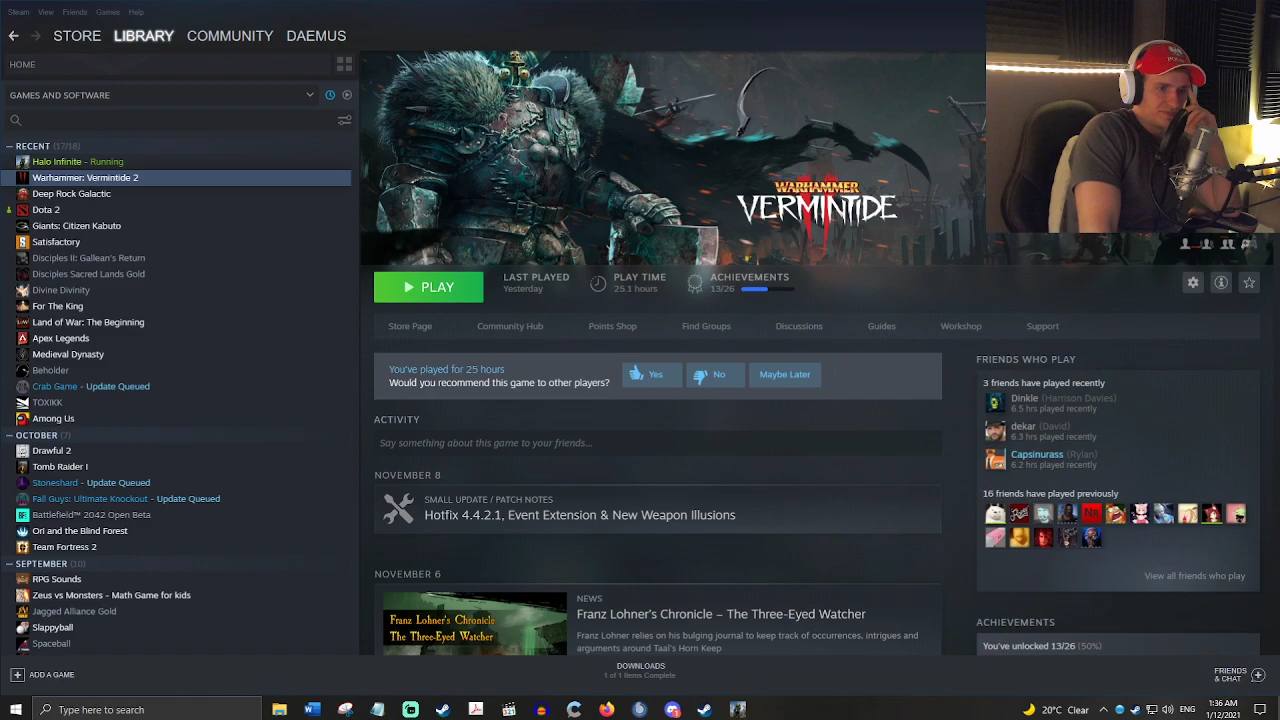 Steam View Friends Games Help
STORE LIBRARY COMMUNITY DAEMUS
HOME
GAMES AND SOFTWARE
RECENT (17/18)
Halo Infinite - Running
Warhammer: Vermintide 2
Deep Rock Galactic
Dota 2
Giants: Citizen Kabuto
Satisfactory
Disciples II: Gallean's Return
Disciples Sacred Lands Gold
Divine Divinity
For The King
Land of War: The Beginning
Apex Legends
Medieval Dynasty
Beholder
Crab Game - Update Queued
TOXIKK
Among Us
OCTOBER (7)
Drawful 2
Tomb Raider I
Stoneshard - Update Queued
Fall Guys: Ultimate Knockout - Update Queued
Battlefield™ 2042 Open Beta
Ori and the Blind Forest
Team Fortress 2
SEPTEMBER (10)
RPG Sounds
Zeus vs Monsters - Math Game for kids
Jagged Alliance Gold
Slappyball
Spaceball
ADD A GAME
WARHAMMER
VERMINTIDE
II
PLAY
LAST PLAYED
Yesterday
PLAY TIME
25.1 hours
ACHIEVEMENTS
13/26
Store Page Community Hub Points Shop Find Groups Discussions Guides Workshop Support
You've played for 25 hours
Would you recommend this game to other players?
Yes No Maybe Later
ACTIVITY
Say something about this game to your friends...
NOVEMBER 8
SMALL UPDATE / PATCH NOTES
Hotfix 4.4.2.1, Event Extension & New Weapon Illusions
NOVEMBER 6
Franz Lohner's Chronicle
The Three-Eyed Watcher
NEWS
Franz Lohner's Chronicle – The Three-Eyed Watcher
Franz Lohner relies on his bulging journal to keep track of occurrences, intrigues and
arguments around Taal's Horn Keep
FRIENDS WHO PLAY
3 friends have played recently
Dinkle (Harrison Davies)
6.5 hrs played recently
dekar (David)
6.3 hrs played recently
Capsinurass (Rylan)
6.2 hrs played recently
16 friends have played previously
View all friends who play
ACHIEVEMENTS
You've unlocked 13/26 (50%)
DOWNLOADS
1 of 1 Items Complete
FRIENDS
& CHAT
Type here to search
20°C Clear